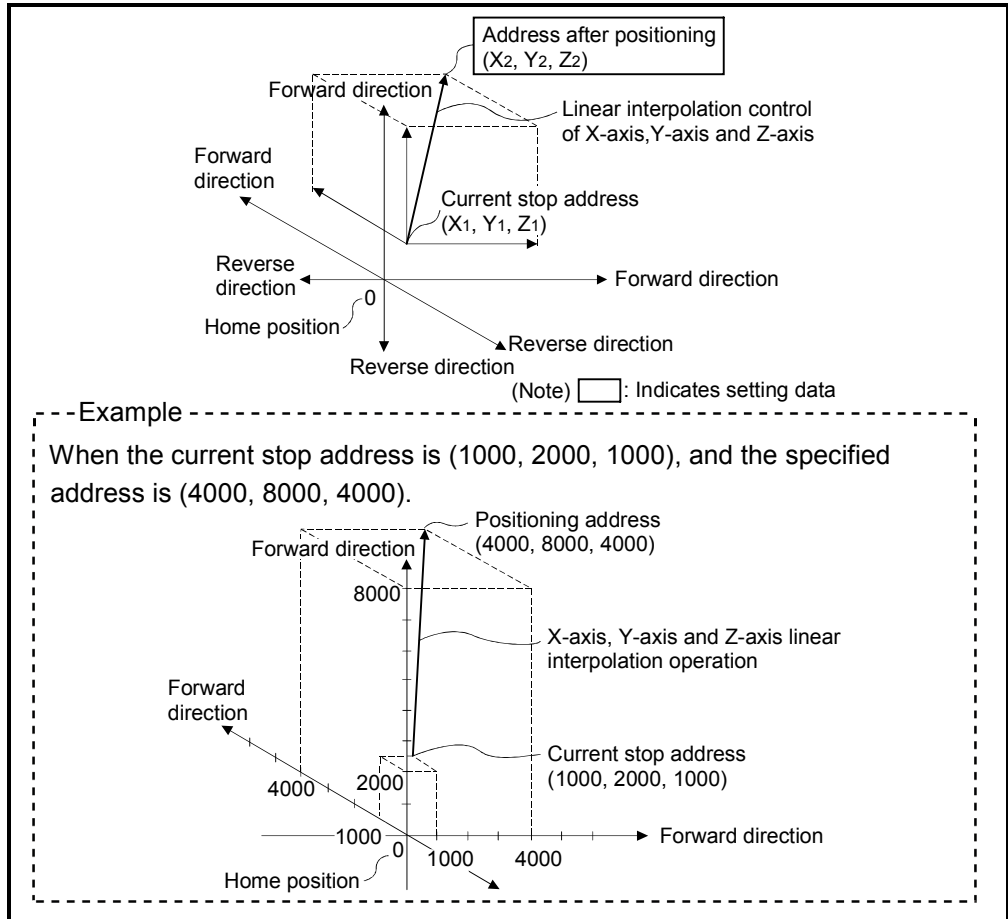 Address after positioning
(X2, Y2, Z2)
Forward direction
Linear interpolation control
of X-axis,Y-axis and Z-axis
Forward
direction
Current stop address
(X1, Y1, Z1)
Reverse
direction
Forward direction
0
Home position
Reverse direction
Reverse direction
(Note) : Indicates setting data
Example
When the current stop address is (1000, 2000, 1000), and the specified
address is (4000, 8000, 4000).
Positioning address
(4000, 8000, 4000)
Forward direction
8000
X-axis, Y-axis and Z-axis linear
interpolation operation
Forward
direction
Current stop address
(1000, 2000, 1000)
4000
2000
1000
Forward direction
0
1000
4000
Home position